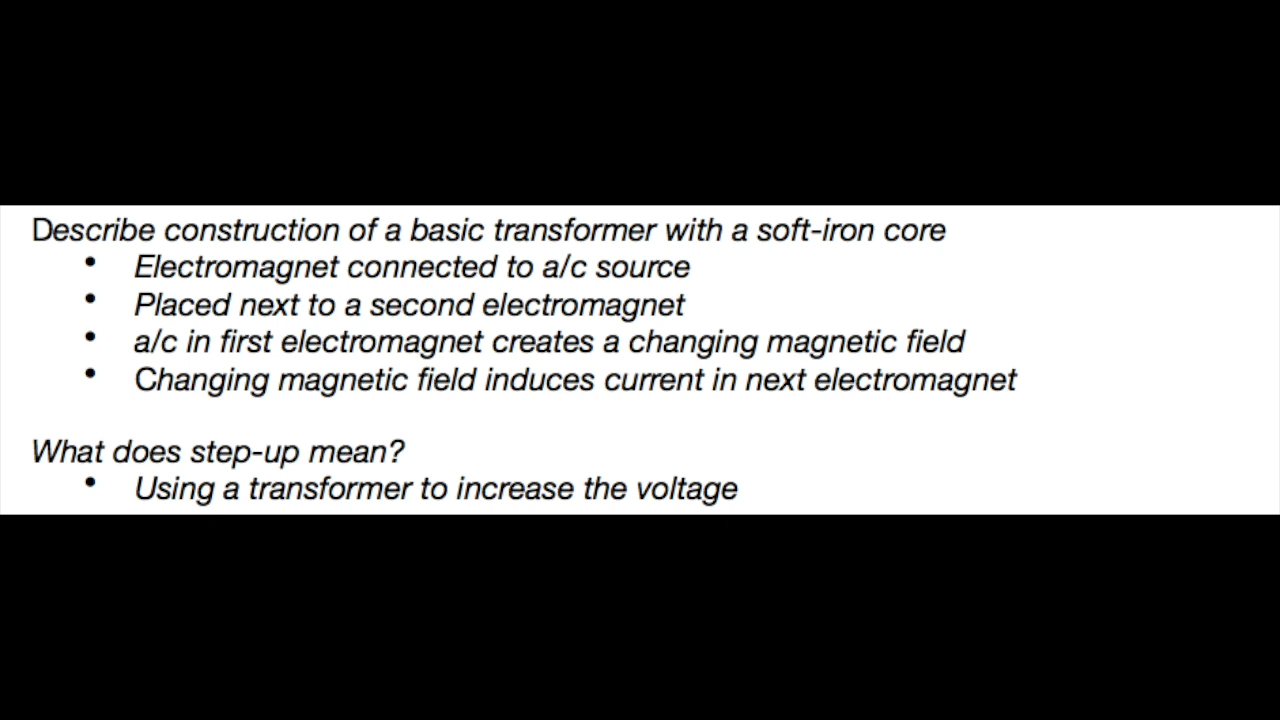 Describe construction of a basic transformer with a soft-iron core
• Electromagnet connected to a/c source
• Placed next to a second electromagnet
• a/c in first electromagnet creates a changing magnetic field
• Changing magnetic field induces current in next electromagnet
What does step-up mean?
• Using a transformer to increase the voltage